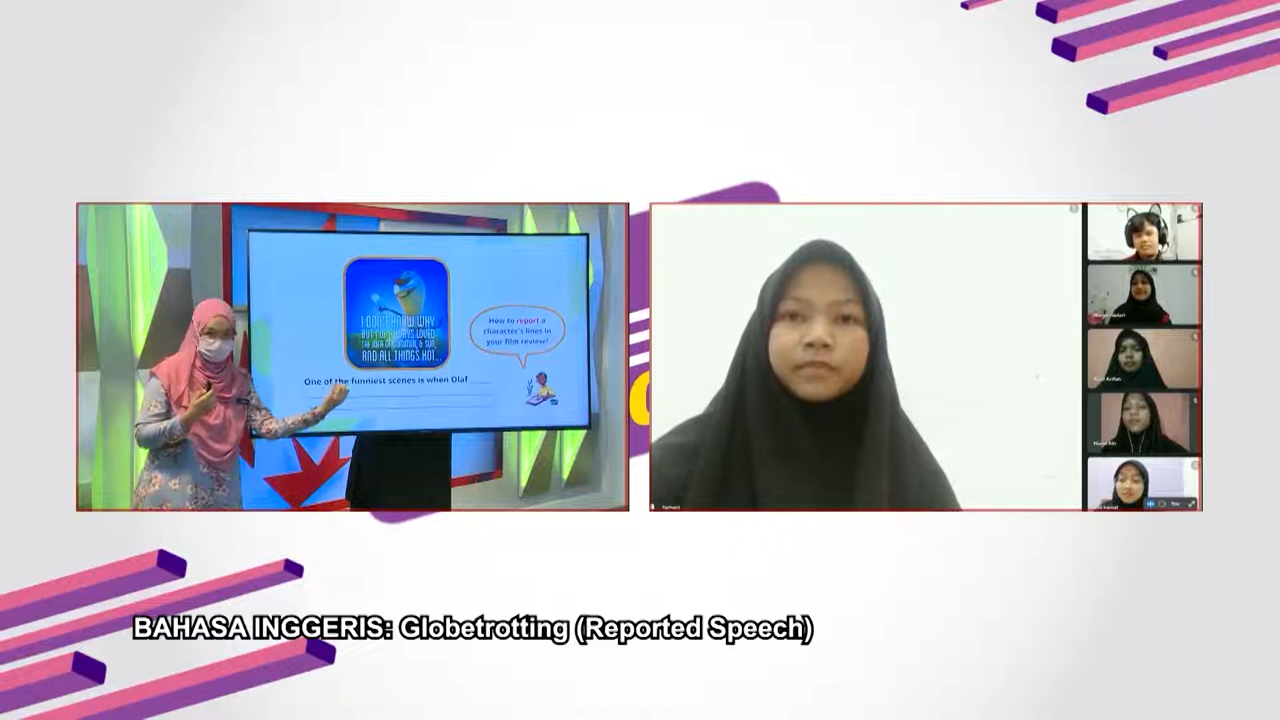 I DON'T KNOW WHY
BUT I'VE ALWAYS LOVED
THE IDEA OF SUMMER, & SUN,
AND ALL THINGS HOT...
How to report a
character's lines in
your film review?
One of the funniest scenes is when Olaf
BAHASA INGGERIS: Globetrotting (Reported Speech)